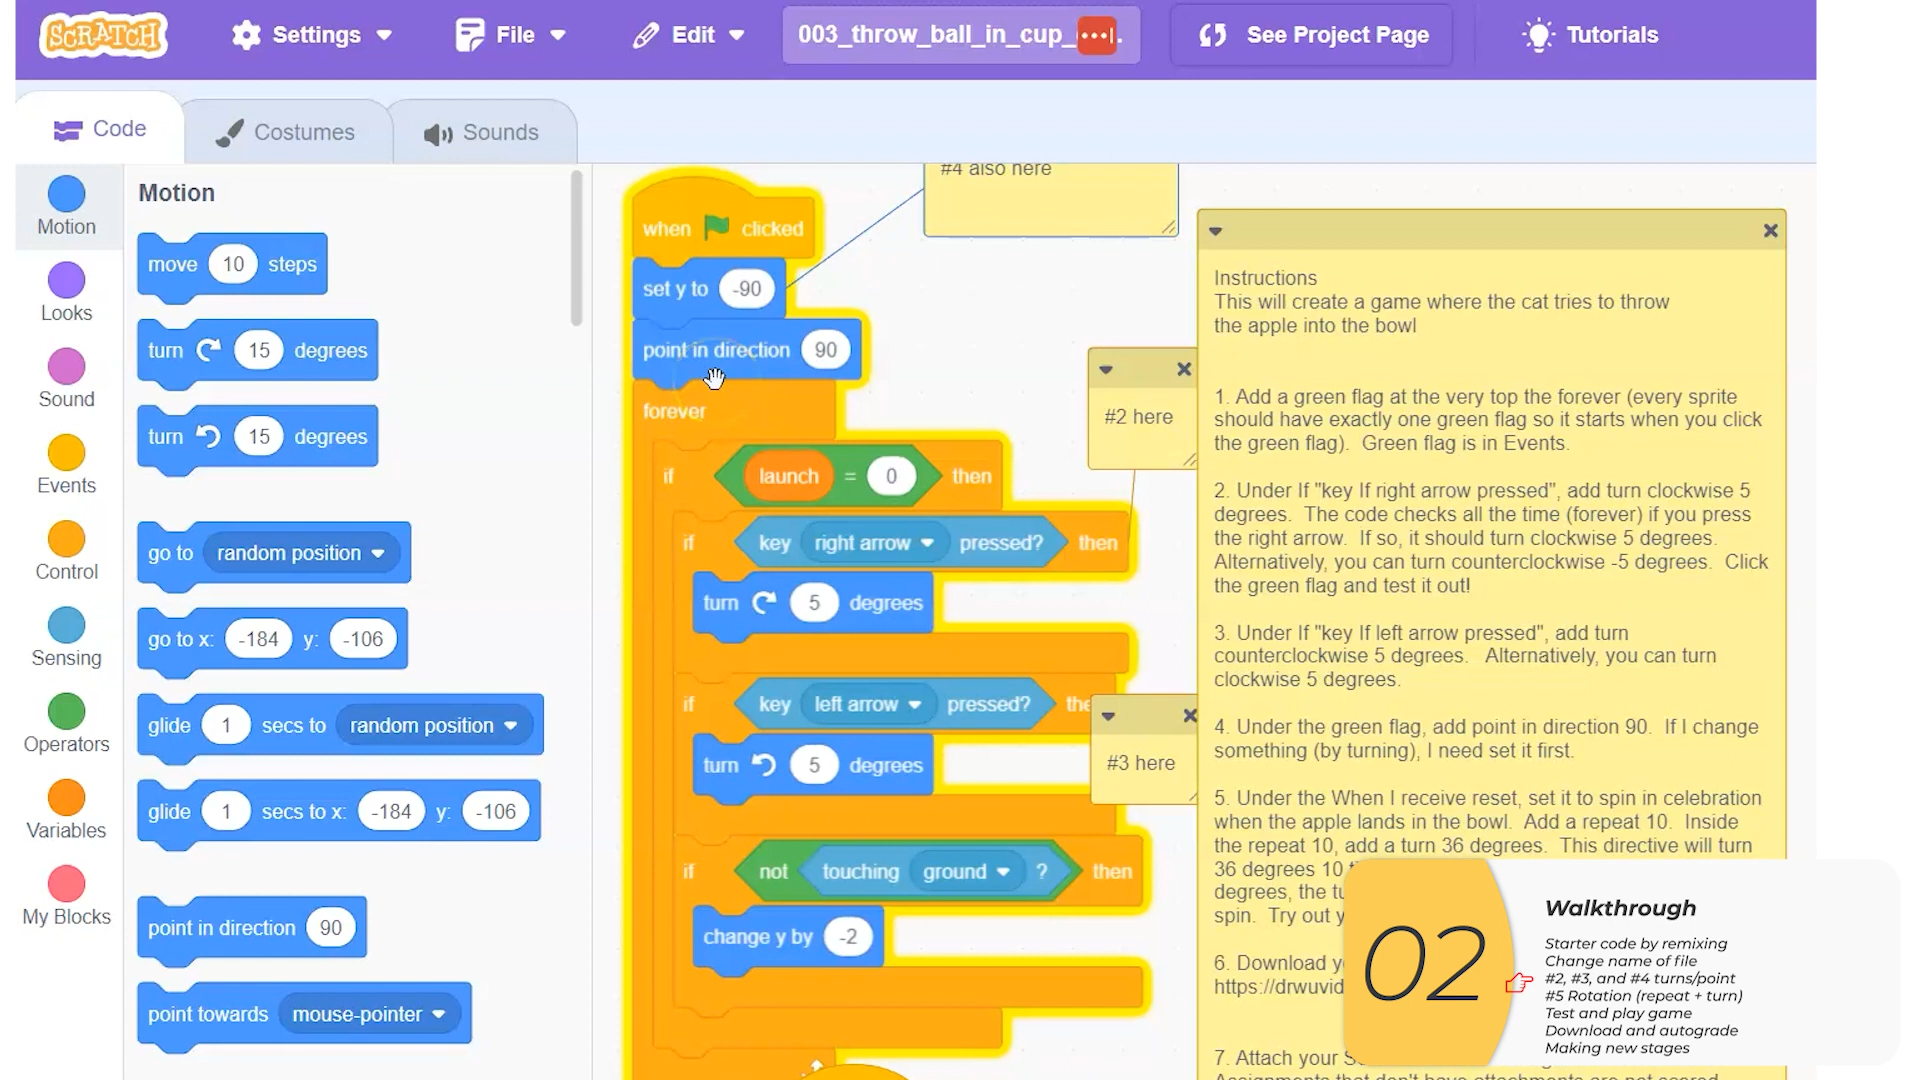 SCRATCH
Settings
File
Edit
003_throw_ball_in_cup_
See Project Page
Tutorials
Code
Costumes
Sounds
Motion
Looks
Sound
Events
Control
Sensing
Operators
Variables
My Blocks
Motion
move 10 steps
turn 15 degrees
turn 15 degrees
go to random position
go to x: -184 y: -106
glide 1 secs to random position
glide 1 secs to x: -184 y: -106
point in direction 90
point towards mouse-pointer
when clicked
set y to -90
point in direction 90
forever
if launch = 0 then
if key right arrow pressed? then
turn 5 degrees
if key left arrow pressed? the
turn 5 degrees
if not touching ground ? then
change y by -2
#4 also here
#2 here
#3 here
Instructions
This will create a game where the cat tries to throw
the apple into the bowl
1. Add a green flag at the very top the forever (every sprite
should have exactly one green flag so it starts when you click
the green flag). Green flag is in Events.
2. Under If "key If right arrow pressed", add turn clockwise 5
degrees. The code checks all the time (forever) if you press
the right arrow. If so, it should turn clockwise 5 degrees.
Alternatively, you can turn counterclockwise -5 degrees. Click
the green flag and test it out!
3. Under If "key If left arrow pressed", add turn
counterclockwise 5 degrees. Alternatively, you can turn
clockwise 5 degrees.
4. Under the green flag, add point in direction 90. If I change
something (by turning), I need set it first.
5. Under the When I receive reset, set it to spin in celebration
when the apple lands in the bowl. Add a repeat 10. Inside
the repeat 10, add a turn 36 degrees. This directive will turn
36 degrees 10
degrees, the
spin. Try out
6. Download
https://drwuvid
7. Attach your
02
Walkthrough
Starter code by remixing
Change name of file
#2, #3, and #4 turns/point
#5 Rotation (repeat + turn)
Test and play game
Download and autograde
Making new stages